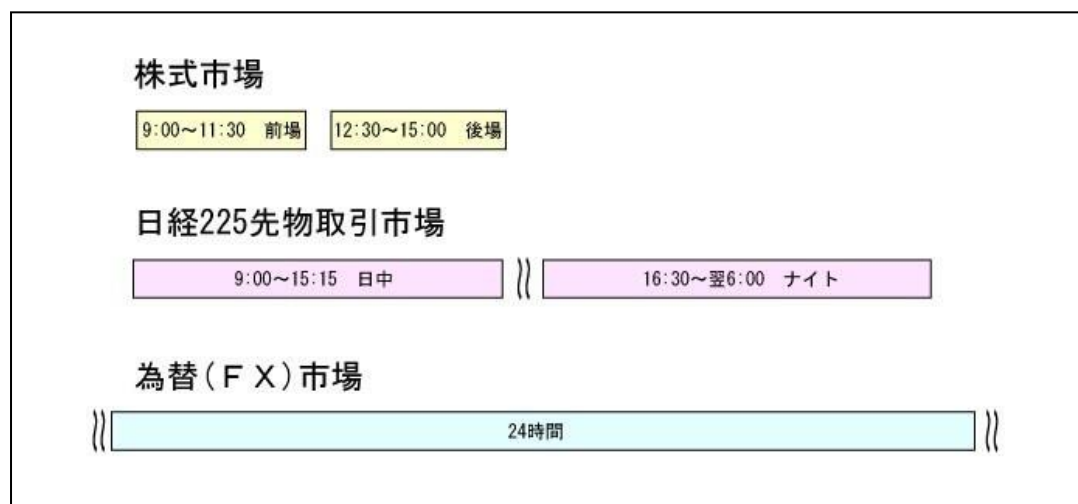 株式市場
9:00～11:30　前場　12:30～15:00　後場
日経225先物取引市場
9:00～15:15　日中　16:30～翌6:00　ナイト
為替(ＦＸ)市場
24時間